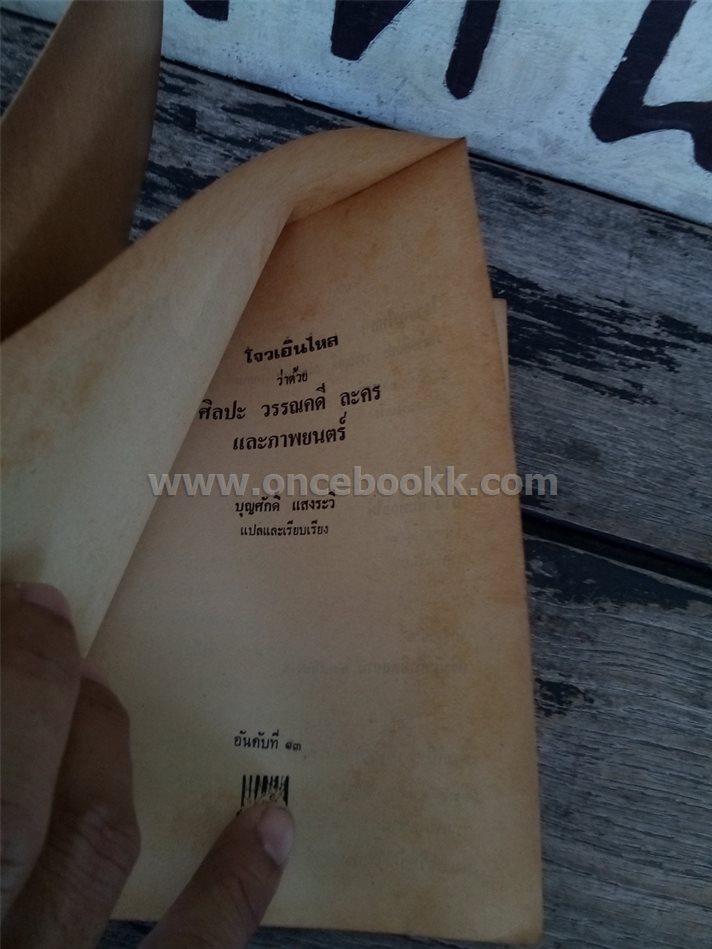 โจวเอินไหล
ว่าด้วย
ศิลปะ วรรณคดี ละคร
และภาพยนตร์
www.oncebookk.com
บุญศักดิ์ แสงระวี
แปลและเรียบเรียง
อันดับที่ ๑๓